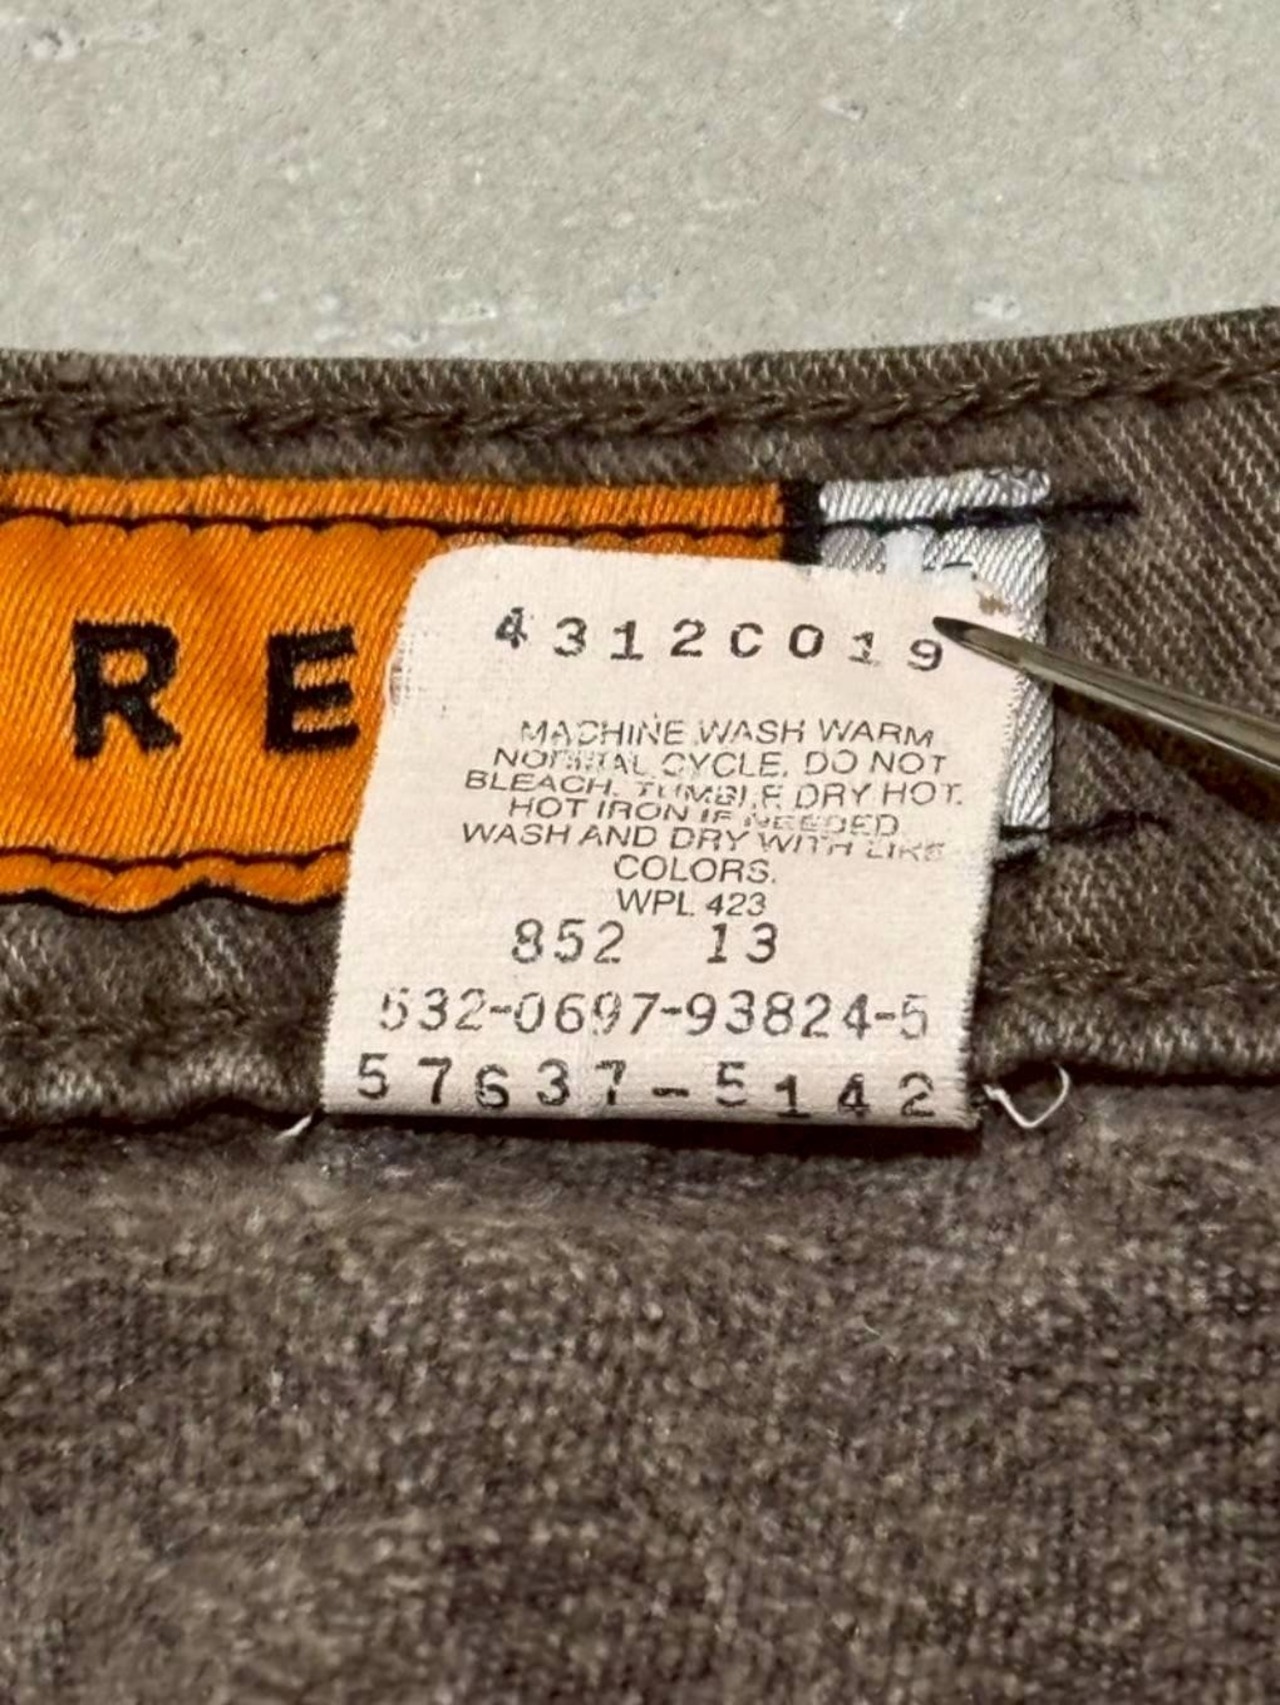 RE
4312C019
MACHINE WASH WARM
NORMAL CYCLE. DO NOT
BLEACH. TUMBLE DRY HOT.
HOT IRON IF NEEDED
WASH AND DRY WITH LIKE
COLORS.
WPL 423
852 13
532-0697-93824-5
57637-5142